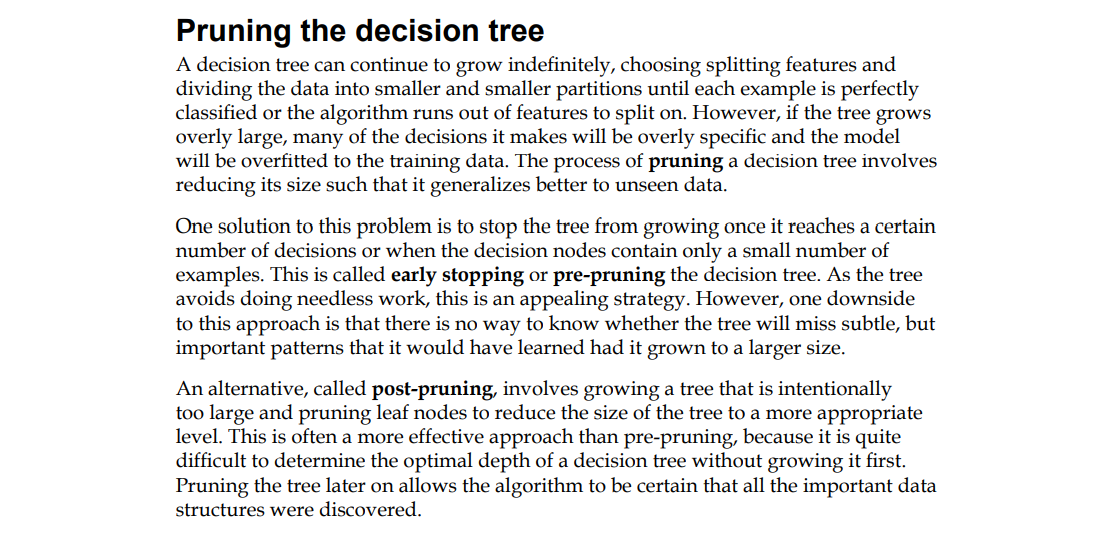 Pruning the decision tree
A decision tree can continue to grow indefinitely, choosing splitting features and
dividing the data into smaller and smaller partitions until each example is perfectly
classified or the algorithm runs out of features to split on. However, if the tree grows
overly large, many of the decisions it makes will be overly specific and the model
will be overfitted to the training data. The process of pruning a decision tree involves
reducing its size such that it generalizes better to unseen data.
One solution to this problem is to stop the tree from growing once it reaches a certain
number of decisions or when the decision nodes contain only a small number of
examples. This is called early stopping or pre-pruning the decision tree. As the tree
avoids doing needless work, this is an appealing strategy. However, one downside
to this approach is that there is no way to know whether the tree will miss subtle, but
important patterns that it would have learned had it grown to a larger size.
An alternative, called post-pruning, involves growing a tree that is intentionally
too large and pruning leaf nodes to reduce the size of the tree to a more appropriate
level. This is often a more effective approach than pre-pruning, because it is quite
difficult to determine the optimal depth of a decision tree without growing it first.
Pruning the tree later on allows the algorithm to be certain that all the important data
structures were discovered.